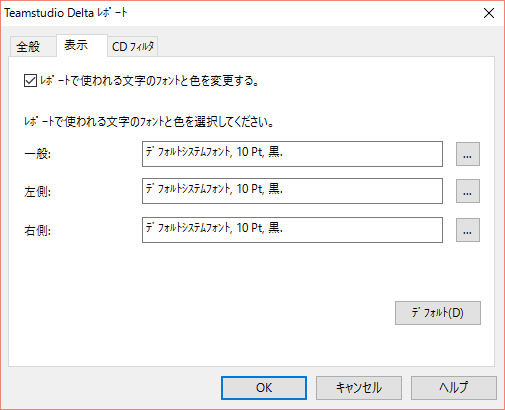 Teamstudio Delta ﾚﾎﾟｰﾄ
全般
表示
CD ﾌｨﾙﾀ
ﾚﾎﾟｰﾄで使われる文字のﾌｫﾝﾄと色を変更する。
ﾚﾎﾟｰﾄで使われる文字のﾌｫﾝﾄと色を選択してください。
一般: ﾃﾞﾌｫﾙﾄｼｽﾃﾑﾌｫﾝﾄ, 10 Pt, 黒. ...
左側: ﾃﾞﾌｫﾙﾄｼｽﾃﾑﾌｫﾝﾄ, 10 Pt, 黒. ...
右側: ﾃﾞﾌｫﾙﾄｼｽﾃﾑﾌｫﾝﾄ, 10 Pt, 黒. ...
ﾃﾞﾌｫﾙﾄ(D)
OK
キャンセル
ヘルプ